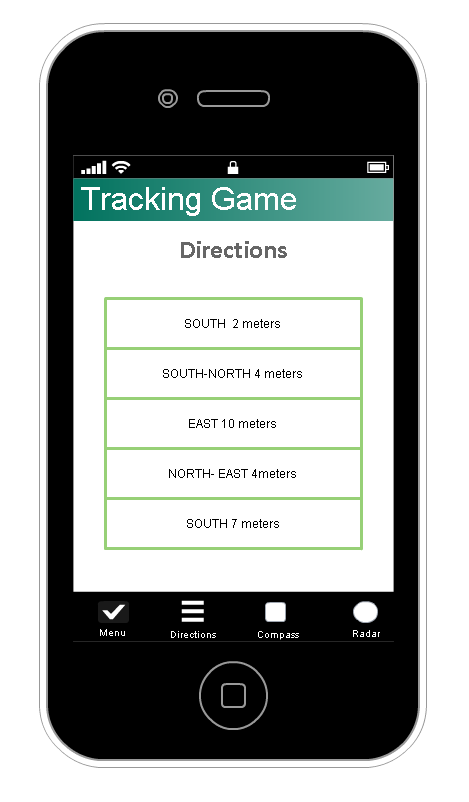 Tracking Game
Directions
SOUTH  2 meters
SOUTH-NORTH 4 meters
EAST 10 meters
NORTH- EAST 4meters
SOUTH 7 meters
Menu Directions Compass Radar